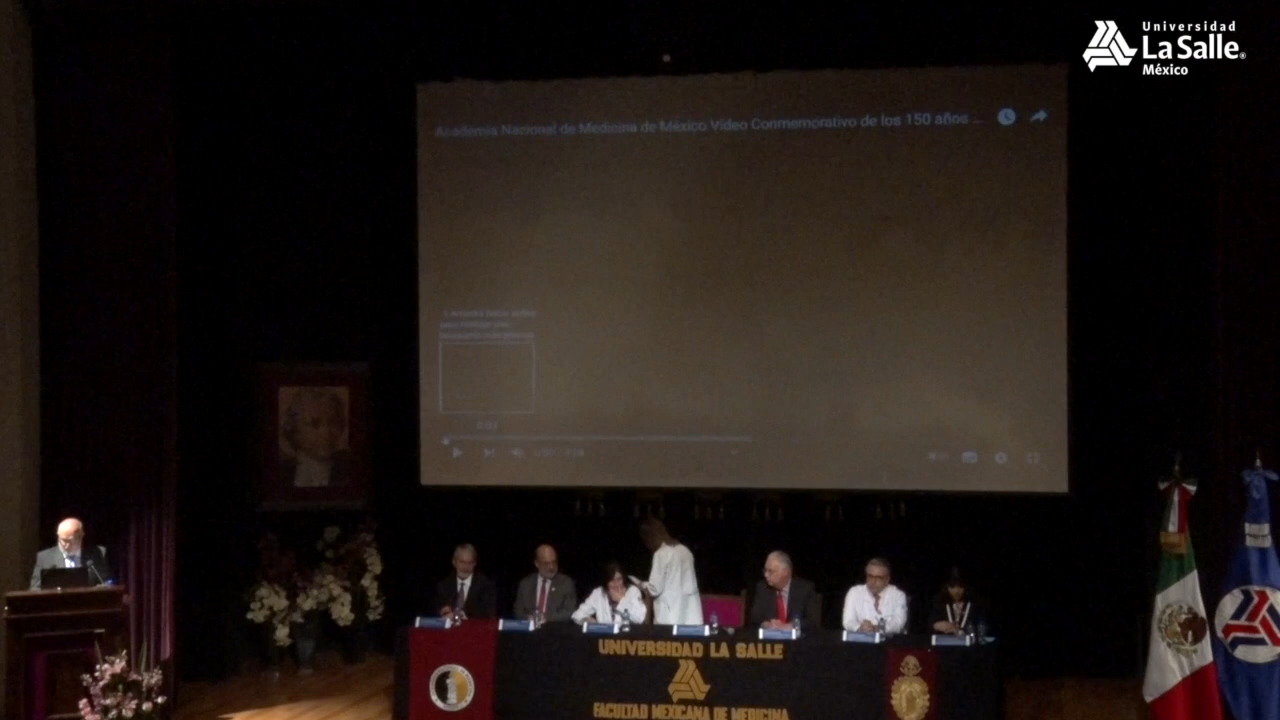 Universidad
La Salle®
México
Academia Nacional de Medicina de México Video Conmemorativo de los 150 años ...
UNIVERSIDAD LA SALLE
FACULTAD MEXICANA DE MEDICINA